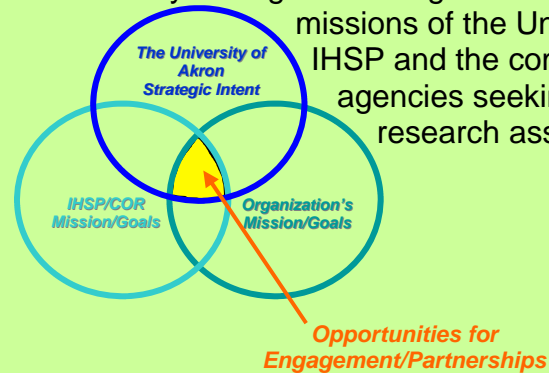 missions of the Un
IHSP and the co
agencies seeki
research ass
The University of
Akron
Strategic Intent
IHSP/COR
Mission/Goals
Organization's
Mission/Goals
Opportunities for
Engagement/Partnerships